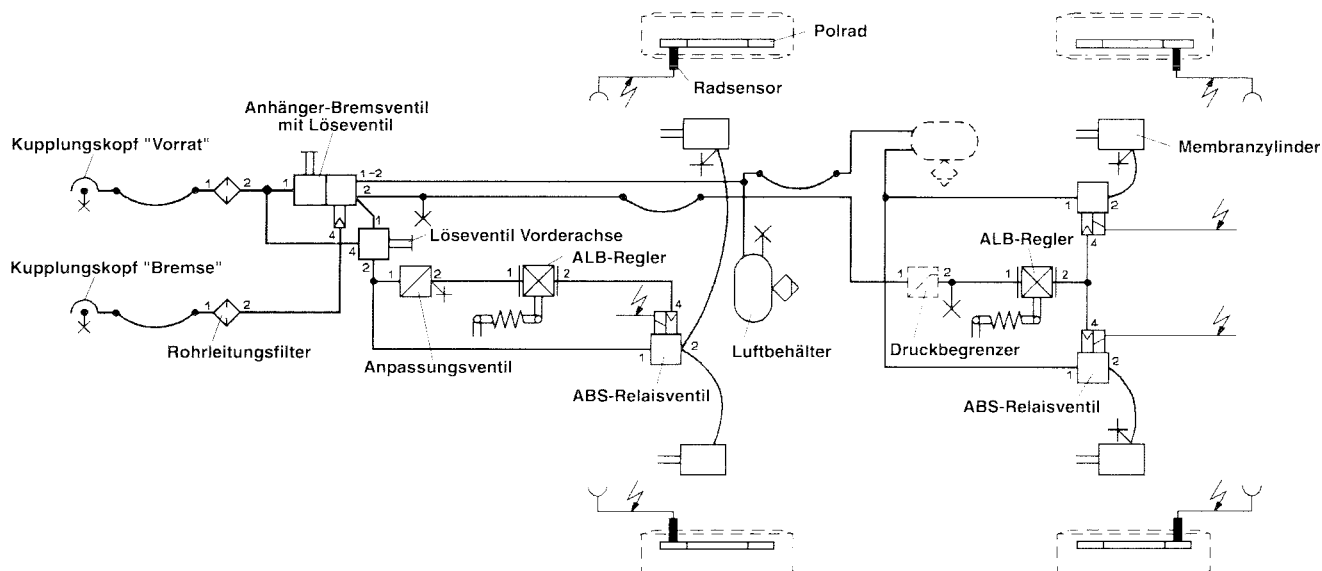 Polrad
Radsensor
Anhänger-Bremsventil
mit Löseventil
Kupplungskopf "Vorrat"
1 2 1 1-2 2 4 1
Membranzylinder
1 2 4
Löseventil Vorderachse
4 2
ALB-Regler
ALB-Regler
Kupplungskopf "Bremse"
1 2
1 2 1 2 4
1 2 1 2
Rohrleitungsfilter
Anpassungsventil
1 2
Luftbehälter
Druckbegrenzer
4 1 2
ABS-Relaisventil
ABS-Relaisventil